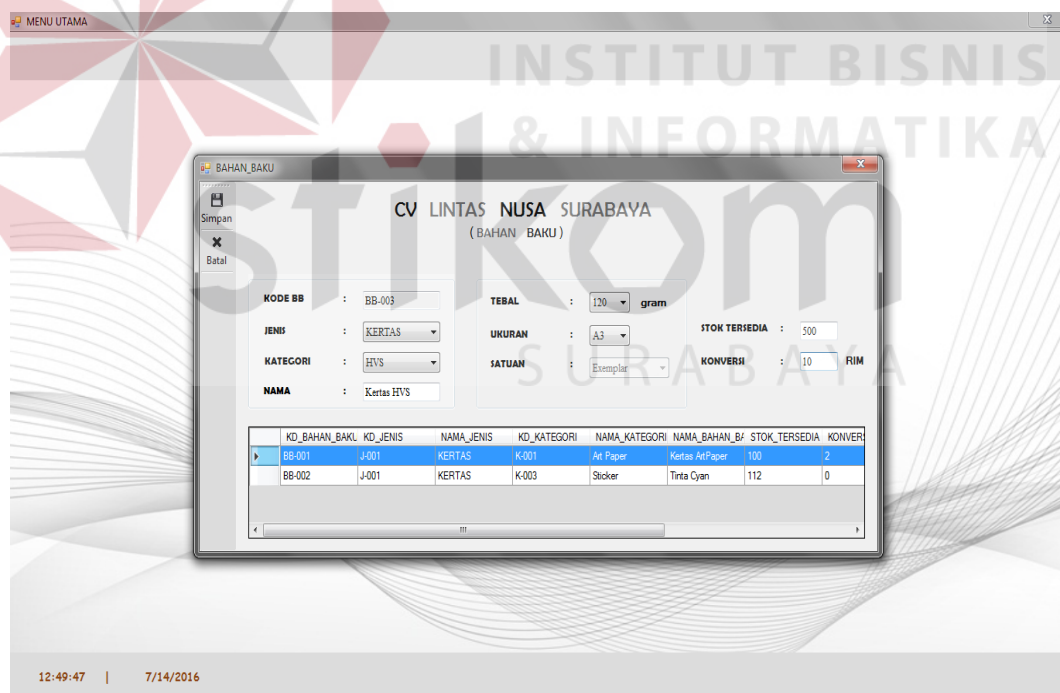 MENU UTAMA
INSTITUT BISNIS
& INFORMATIKA
stikom
SURABAYA
BAHAN_BAKU
Simpan
Batal
CV LINTAS NUSA SURABAYA
( BAHAN BAKU )
KODE BB : BB-003
JENIS : KERTAS
KATEGORI : HVS
NAMA : Kertas HVS
TEBAL : 120 gram
UKURAN : A3
SATUAN : Exemplar
STOK TERSEDIA : 500
KONVERSI : 10 RIM
KD_BAHAN_BAKU KD_JENIS NAMA_JENIS KD_KATEGORI NAMA_KATEGORI NAMA_BAHAN_BA STOK_TERSEDIA KONVERS
BB-001 J-001 KERTAS K-001 Art Paper Kertas ArtPaper 100 2
BB-002 J-001 KERTAS K-003 Sticker Tinta Cyan 112 0
12:49:47 | 7/14/2016